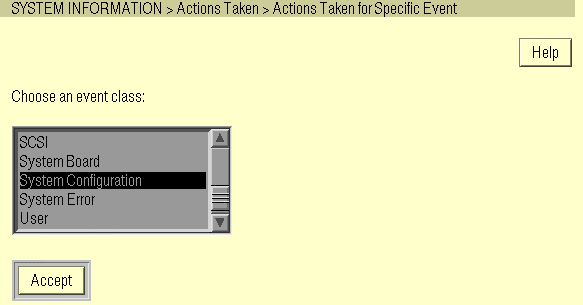 SYSTEM INFORMATION > Actions Taken > Actions Taken for Specific Event
Help
Choose an event class:
SCSI
System Board
System Configuration
System Error
User
Accept